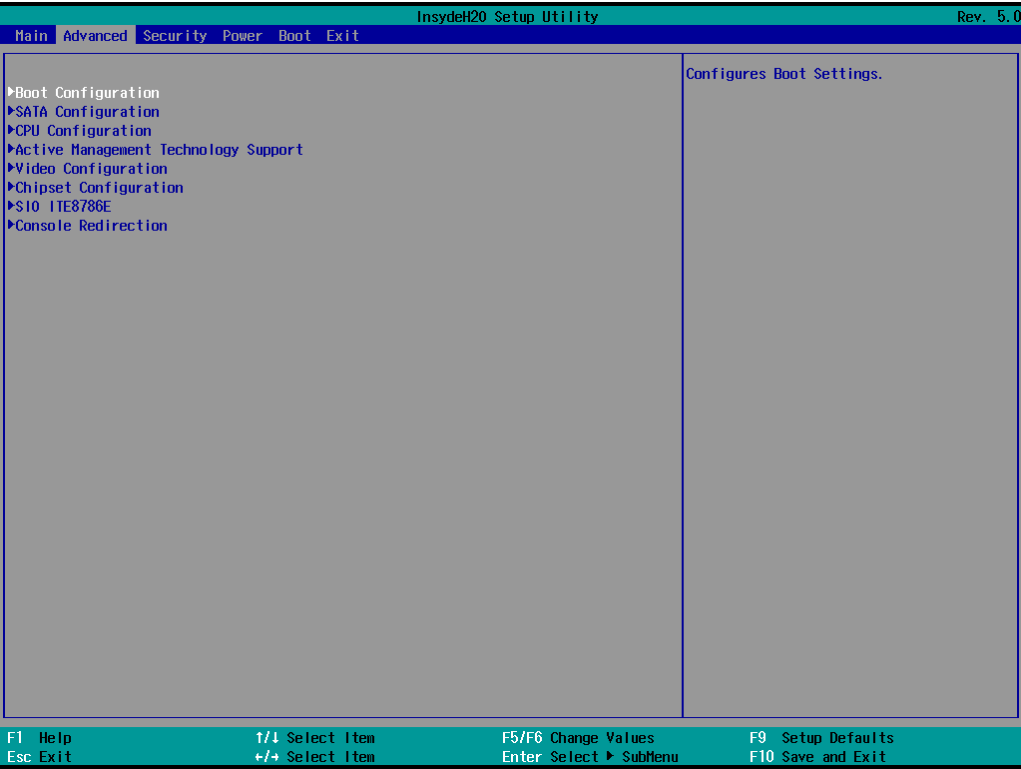 InsydeH20 Setup Utility Rev. 5.0
Main Advanced Security Power Boot Exit
Configures Boot Settings.
▶Boot Configuration
▶SATA Configuration
▶CPU Configuration
▶Active Management Technology Support
▶Video Configuration
▶Chipset Configuration
▶SIO ITE8786E
▶Console Redirection
F1 Help ↑/↓ Select Item F5/F6 Change Values F9 Setup Defaults
Esc Exit ←/→ Select Item Enter Select ▶ SubMenu F10 Save and Exit